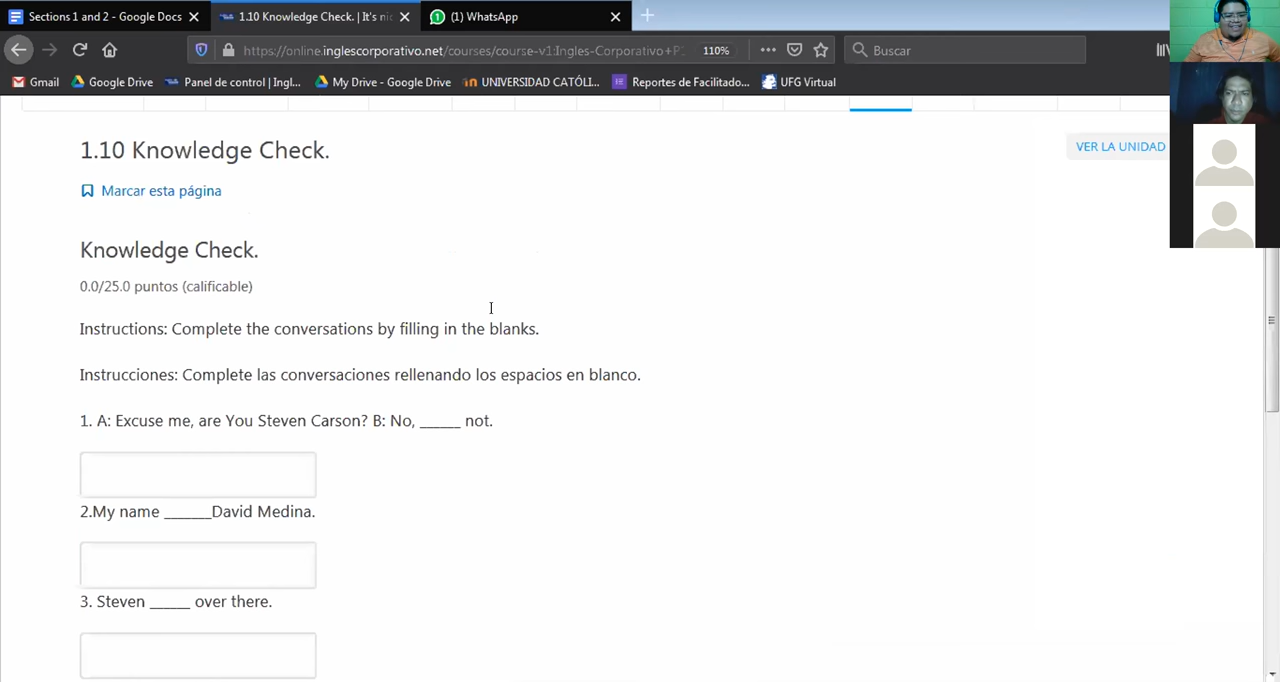 Sections 1 and 2 - Google Docs
1.10 Knowledge Check. | It's nic
(1) WhatsApp
https://online.inglescorporativo.net/courses/course-v1:Ingles-Corporativo+P
110%
Buscar
Gmail
Google Drive
Panel de control | Ingl...
My Drive - Google Drive
UNIVERSIDAD CATÓLI...
Reportes de Facilitado...
UFG Virtual
1.10 Knowledge Check.
VER LA UNIDAD
Marcar esta página
Knowledge Check.
0.0/25.0 puntos (calificable)
Instructions: Complete the conversations by filling in the blanks.
Instrucciones: Complete las conversaciones rellenando los espacios en blanco.
1. A: Excuse me, are You Steven Carson? B: No, ______ not.
2.My name _______David Medina.
3. Steven ______ over there.